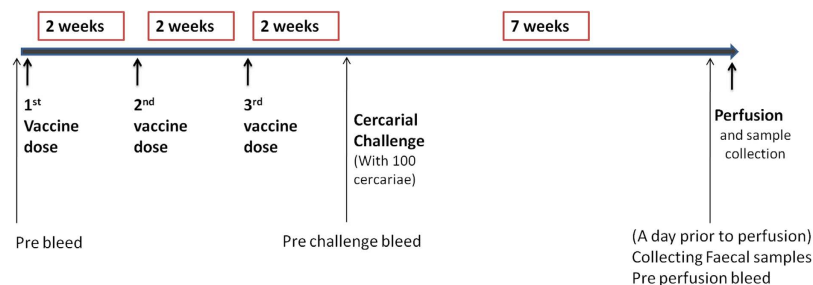 2 weeks
2 weeks
2 weeks
7 weeks
1st
Vaccine
dose
2nd
vaccine
dose
3rd
vaccine
dose
Cercarial
Challenge
(With 100
cercariae)
Perfusion
and sample
collection
Pre bleed
Pre challenge bleed
(A day prior to perfusion)
Collecting Faecal samples
Pre perfusion bleed